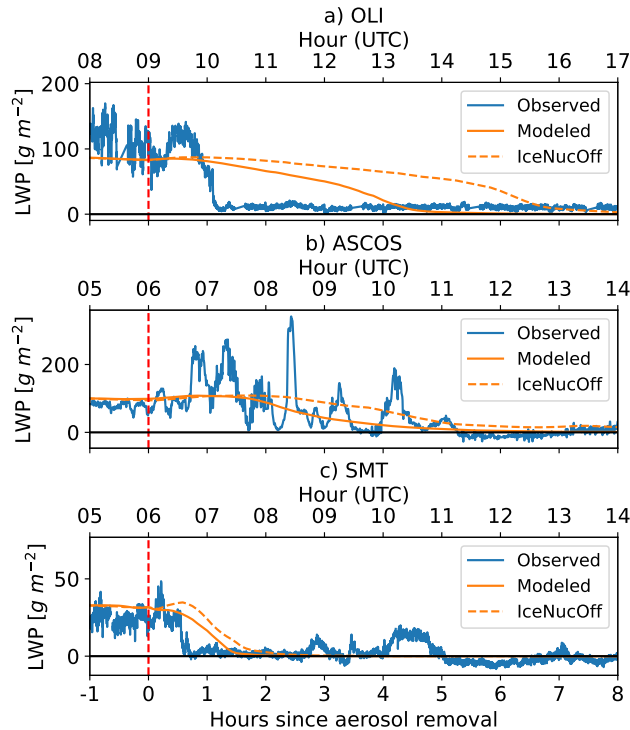 a) OLI
Hour (UTC)
08 09 10 11 12 13 14 15 16 17
200
100
0
LWP [g m⁻²]
Observed
Modeled
IceNucOff
b) ASCOS
Hour (UTC)
05 06 07 08 09 10 11 12 13 14
200
0
LWP [g m⁻²]
Observed
Modeled
IceNucOff
c) SMT
Hour (UTC)
05 06 07 08 09 10 11 12 13 14
50
0
LWP [g m⁻²]
Observed
Modeled
IceNucOff
-1 0 1 2 3 4 5 6 7 8
Hours since aerosol removal